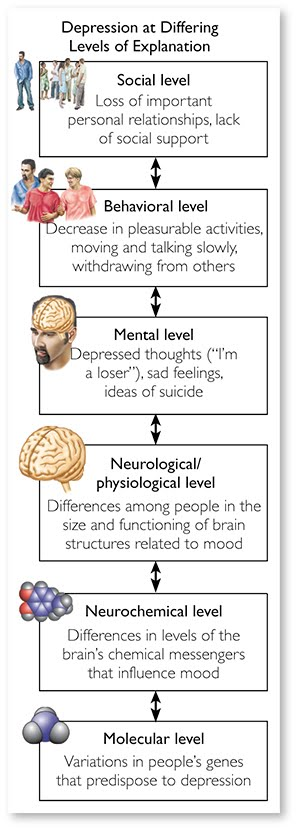 Depression at Differing
Levels of Explanation
Social level
Loss of important
personal relationships, lack
of social support
Behavioral level
Decrease in pleasurable activities,
moving and talking slowly,
withdrawing from others
Mental level
Depressed thoughts (“I’m
a loser”), sad feelings,
ideas of suicide
Neurological/
physiological level
Differences among people in the
size and functioning of brain
structures related to mood
Neurochemical level
Differences in levels of the
brain’s chemical messengers
that influence mood
Molecular level
Variations in people’s genes
that predispose to depression